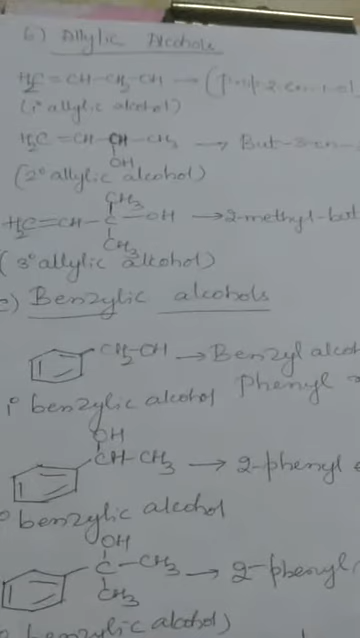 b) Allylic Alcohols
H₂C=CH-CH₂-OH →
(1° allylic alcohol)
H₂C=CH-CH-CH₃ → But-3-en-
OH
(2° allylic alcohol)
CH₃
H₂C=CH-C-OH → 2-methyl-but
CH₃
(3° allylic alcohol)
c) Benzylic alcohols
CH₂-OH → Benzyl alcoh
Phenyl
1° benzylic alcohol
OH
CH-CH₃ → 2-phenyl
benzylic alcohol
OH
C-CH₃ → 2-phenyl
CH₃
benzylic alcohol)